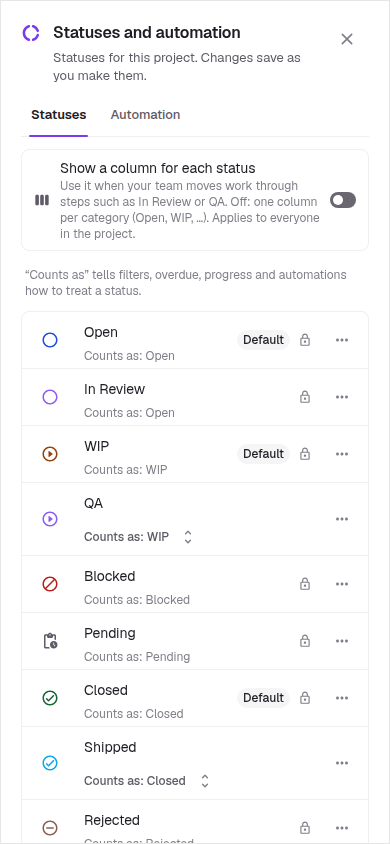 Statuses and automation
Statuses for this project. Changes save as
you make them.
Statuses
Automation
Show a column for each status
Use it when your team moves work through
steps such as In Review or QA. Off: one column
per category (Open, WIP, …). Applies to everyone
in the project.
“Counts as” tells filters, overdue, progress and automations
how to treat a status.
Open
Default
Counts as: Open
In Review
Counts as: Open
WIP
Default
Counts as: WIP
QA
Counts as: WIP
Blocked
Counts as: Blocked
Pending
Counts as: Pending
Closed
Default
Counts as: Closed
Shipped
Counts as: Closed
Rejected
Counts as: Rejected